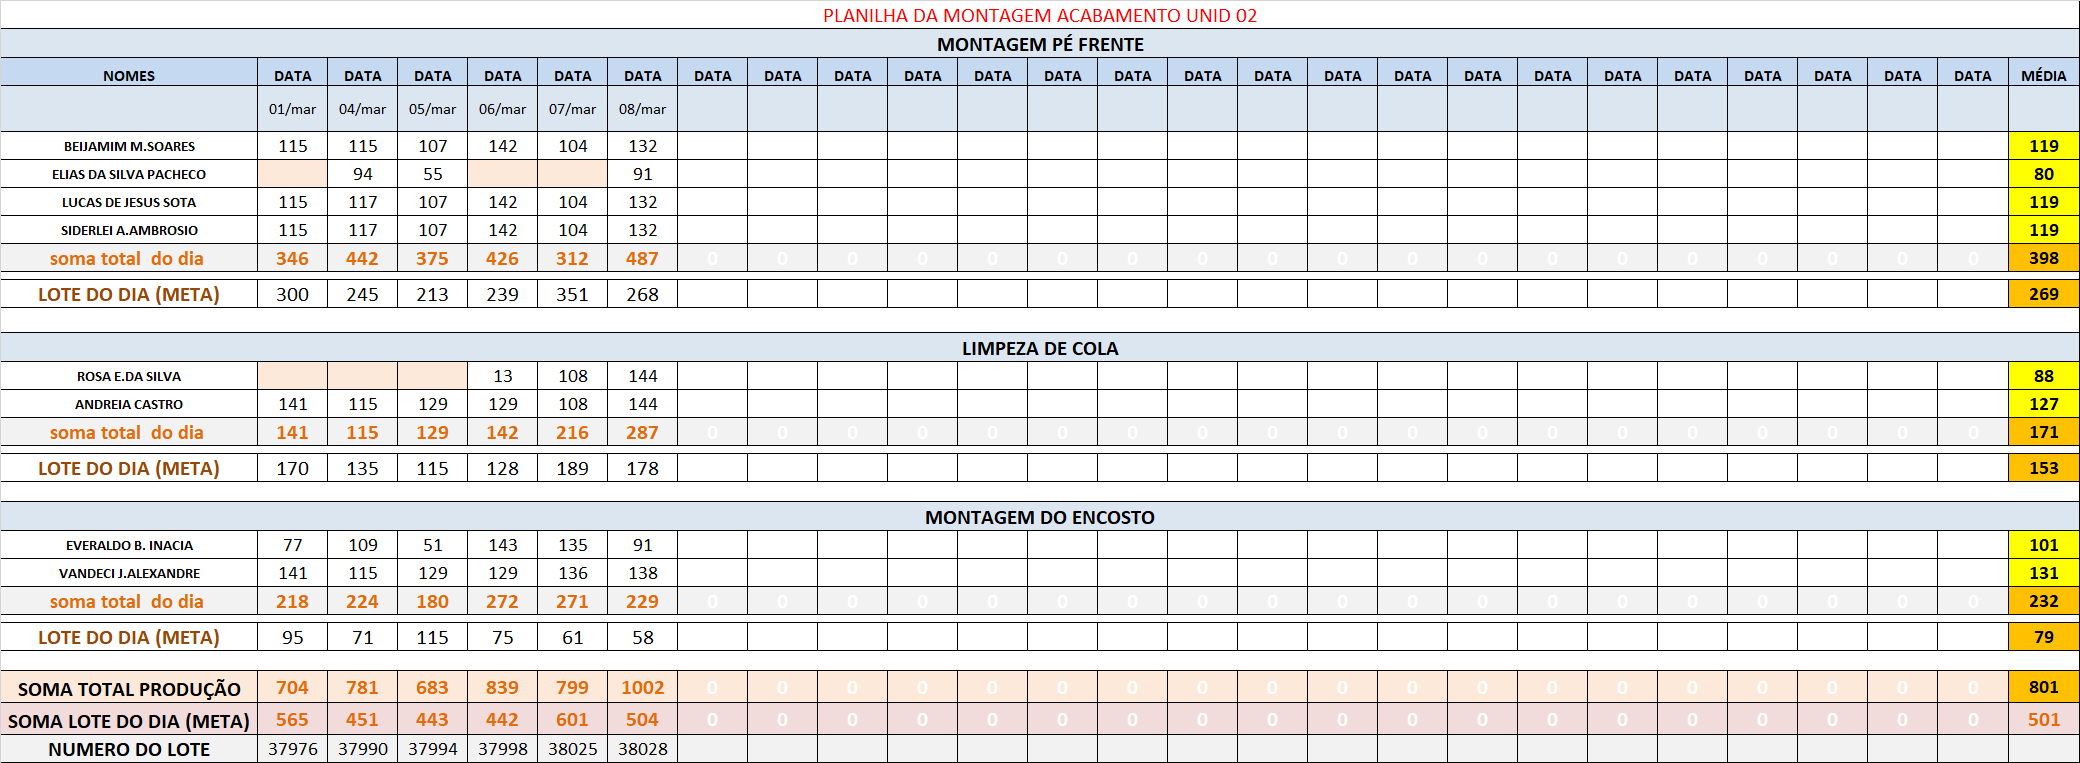 PLANILHA DA MONTAGEM ACABAMENTO UNID 02
MONTAGEM PÉ FRENTE
NOMES DATA DATA DATA DATA DATA DATA DATA DATA DATA DATA DATA DATA DATA DATA DATA DATA DATA DATA DATA DATA DATA DATA DATA DATA DATA MÉDIA
01/mar 04/mar 05/mar 06/mar 07/mar 08/mar
BEIJAMIM M.SOARES 115 115 107 142 104 132 119
ELIAS DA SILVA PACHECO 94 55 91 80
LUCAS DE JESUS SOTA 115 117 107 142 104 132 119
SIDERLEI A.AMBROSIO 115 117 107 142 104 132 119
soma total do dia 346 442 375 426 312 487 0 0 0 0 0 0 0 0 0 0 0 0 0 0 0 0 0 0 0 398
LOTE DO DIA (META) 300 245 213 239 351 268 269
LIMPEZA DE COLA
ROSA E.DA SILVA 13 108 144 88
ANDREIA CASTRO 141 115 129 129 108 144 127
soma total do dia 141 115 129 142 216 287 0 0 0 0 0 0 0 0 0 0 0 0 0 0 0 0 0 0 0 171
LOTE DO DIA (META) 170 135 115 128 189 178 153
MONTAGEM DO ENCOSTO
EVERALDO B. INACIA 77 109 51 143 135 91 101
VANDECI J.ALEXANDRE 141 115 129 129 136 138 131
soma total do dia 218 224 180 272 271 229 0 0 0 0 0 0 0 0 0 0 0 0 0 0 0 0 0 0 0 232
LOTE DO DIA (META) 95 71 115 75 61 58 79
SOMA TOTAL PRODUÇÃO 704 781 683 839 799 1002 0 0 0 0 0 0 0 0 0 0 0 0 0 0 0 0 0 0 0 801
SOMA LOTE DO DIA (META) 565 451 443 442 601 504 0 0 0 0 0 0 0 0 0 0 0 0 0 0 0 0 0 0 0 501
NUMERO DO LOTE 37976 37990 37994 37998 38025 38028